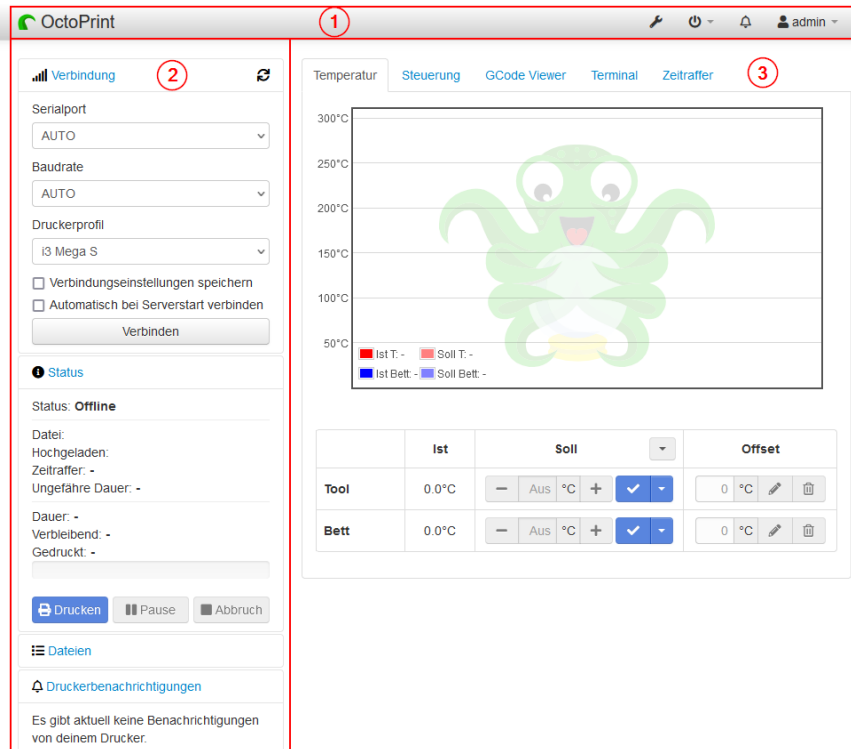 OctoPrint 1 admin
Verbindung 2
Serialport
AUTO
Baudrate
AUTO
Druckerprofil
i3 Mega S
Verbindungseinstellungen speichern
Automatisch bei Serverstart verbinden
Verbinden
Status
Status: Offline
Datei:
Hochgeladen:
Zeitraffer: -
Ungefähre Dauer: -
Dauer: -
Verbleibend: -
Gedruckt: -
Drucken Pause Abbruch
Dateien
Druckerbenachrichtigungen
Es gibt aktuell keine Benachrichtigungen
von deinem Drucker.
Temperatur Steuerung GCode Viewer Terminal Zeitraffer 3
300°C
250°C
200°C
150°C
100°C
50°C
Ist T: - Soll T: -
Ist Bett: - Soll Bett: -
Ist Soll Offset
Tool 0.0°C Aus °C 0 °C
Bett 0.0°C Aus °C 0 °C